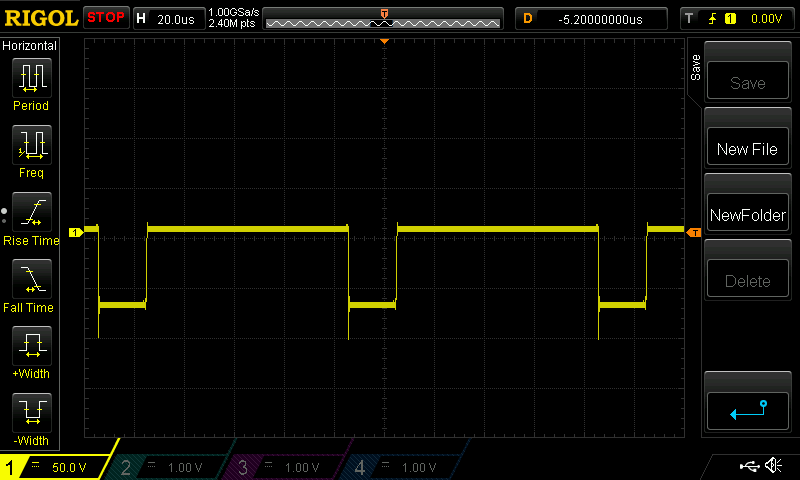 RIGOL STOP H 20.0us 1.00GSa/s 2.40M pts T D -5.20000000us T 1 0.00V
Horizontal
Period
Freq
Rise Time
Fall Time
+Width
-Width
1
T
Save
Save
New File
NewFolder
Delete
1 50.0 V 2 1.00 V 3 1.00 V 4 1.00 V